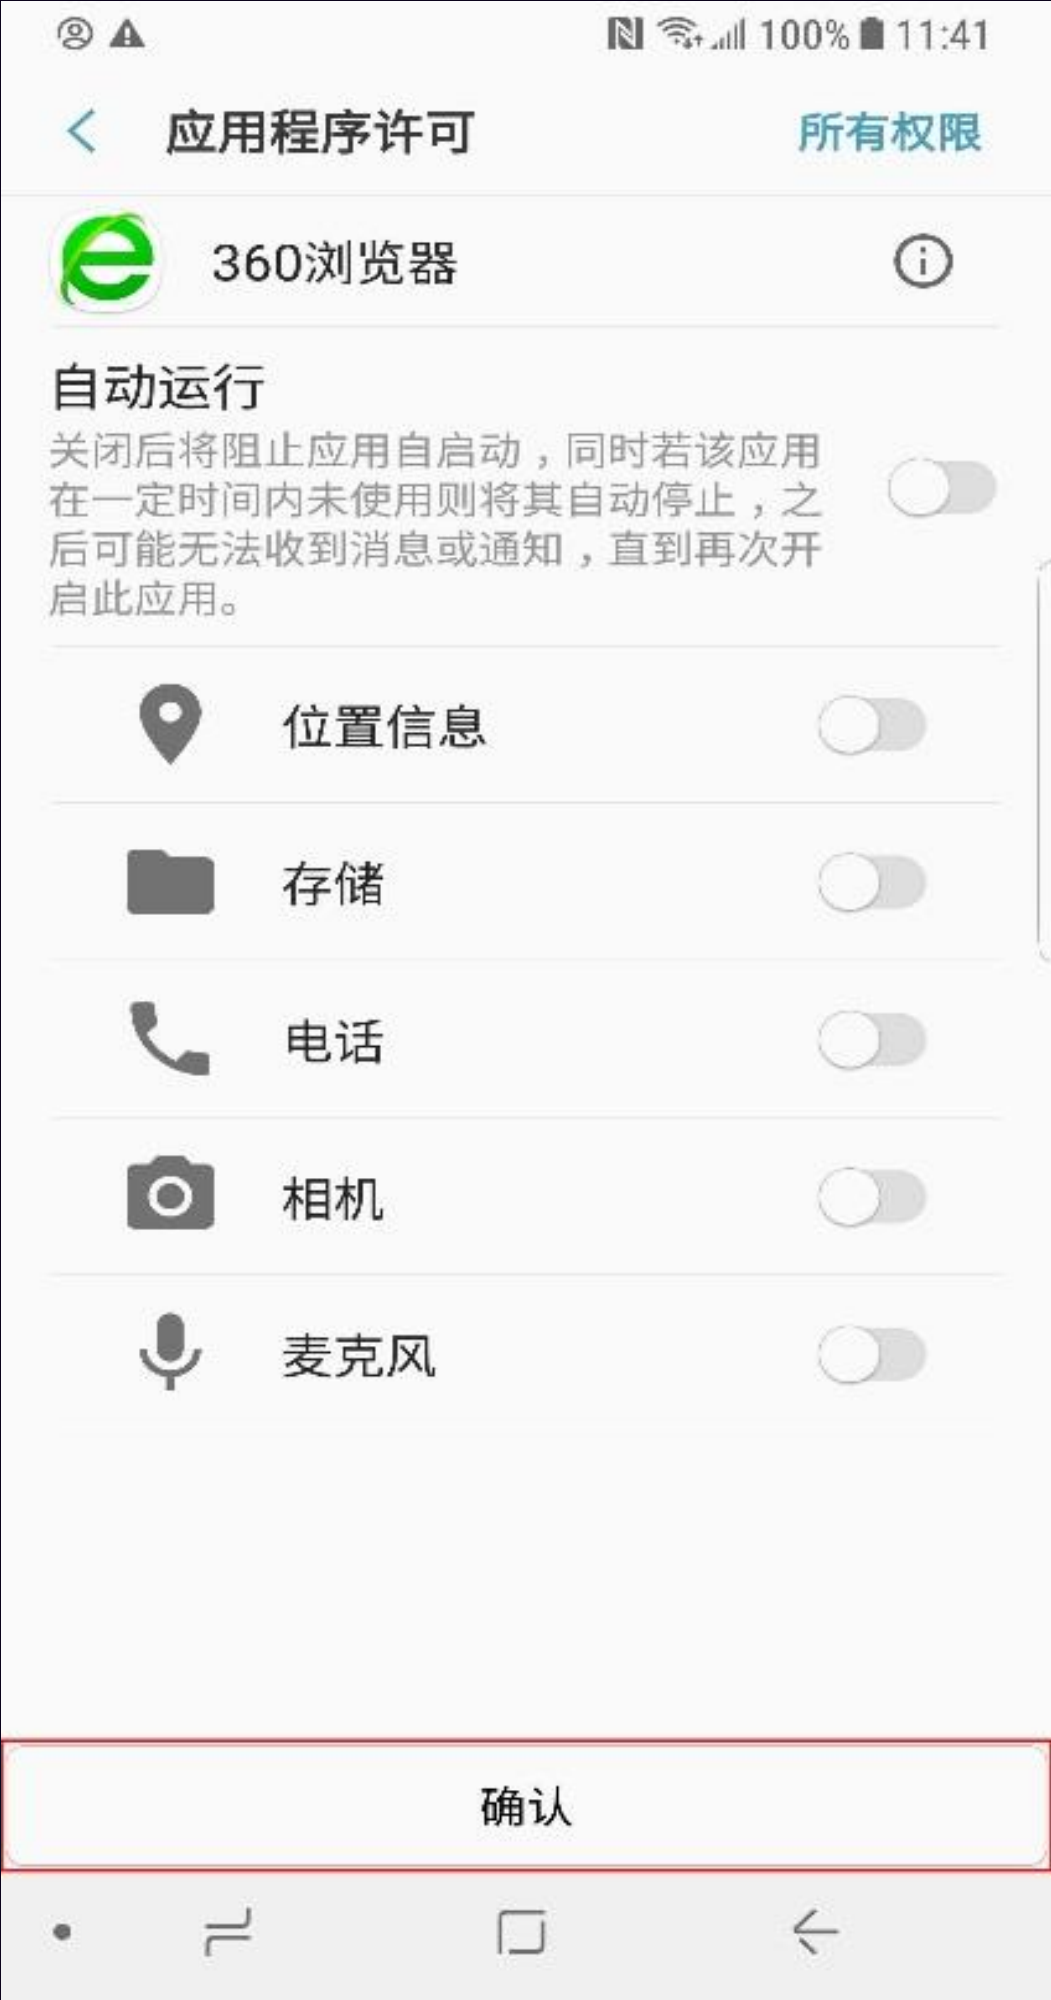 100% 11:41
应用程序许可 所有权限
360浏览器
自动运行
关闭后将阻止应用自启动，同时若该应用
在一定时间内未使用则将其自动停止，之
后可能无法收到消息或通知，直到再次开
启此应用。
位置信息
存储
电话
相机
麦克风
确认